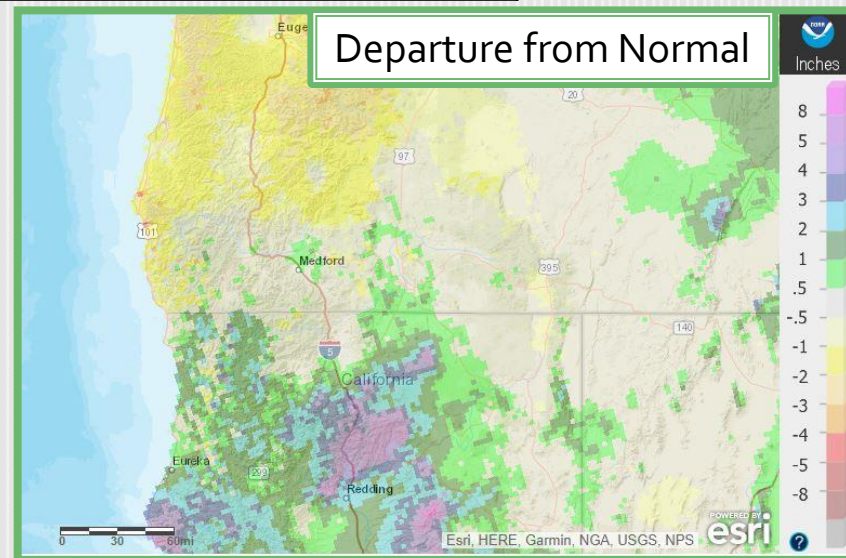 Departure from Normal
Euge
NOAA
Inches
20
97
101
Medford
395
140
5
California
Eureka
299
Redding
0 30 60mi
Esri, HERE, Garmin, NGA, USGS, NPS
POWERED BY
esri
8
5
4
3
2
1
.5
-.5
-1
-2
-3
-4
-5
-8
?